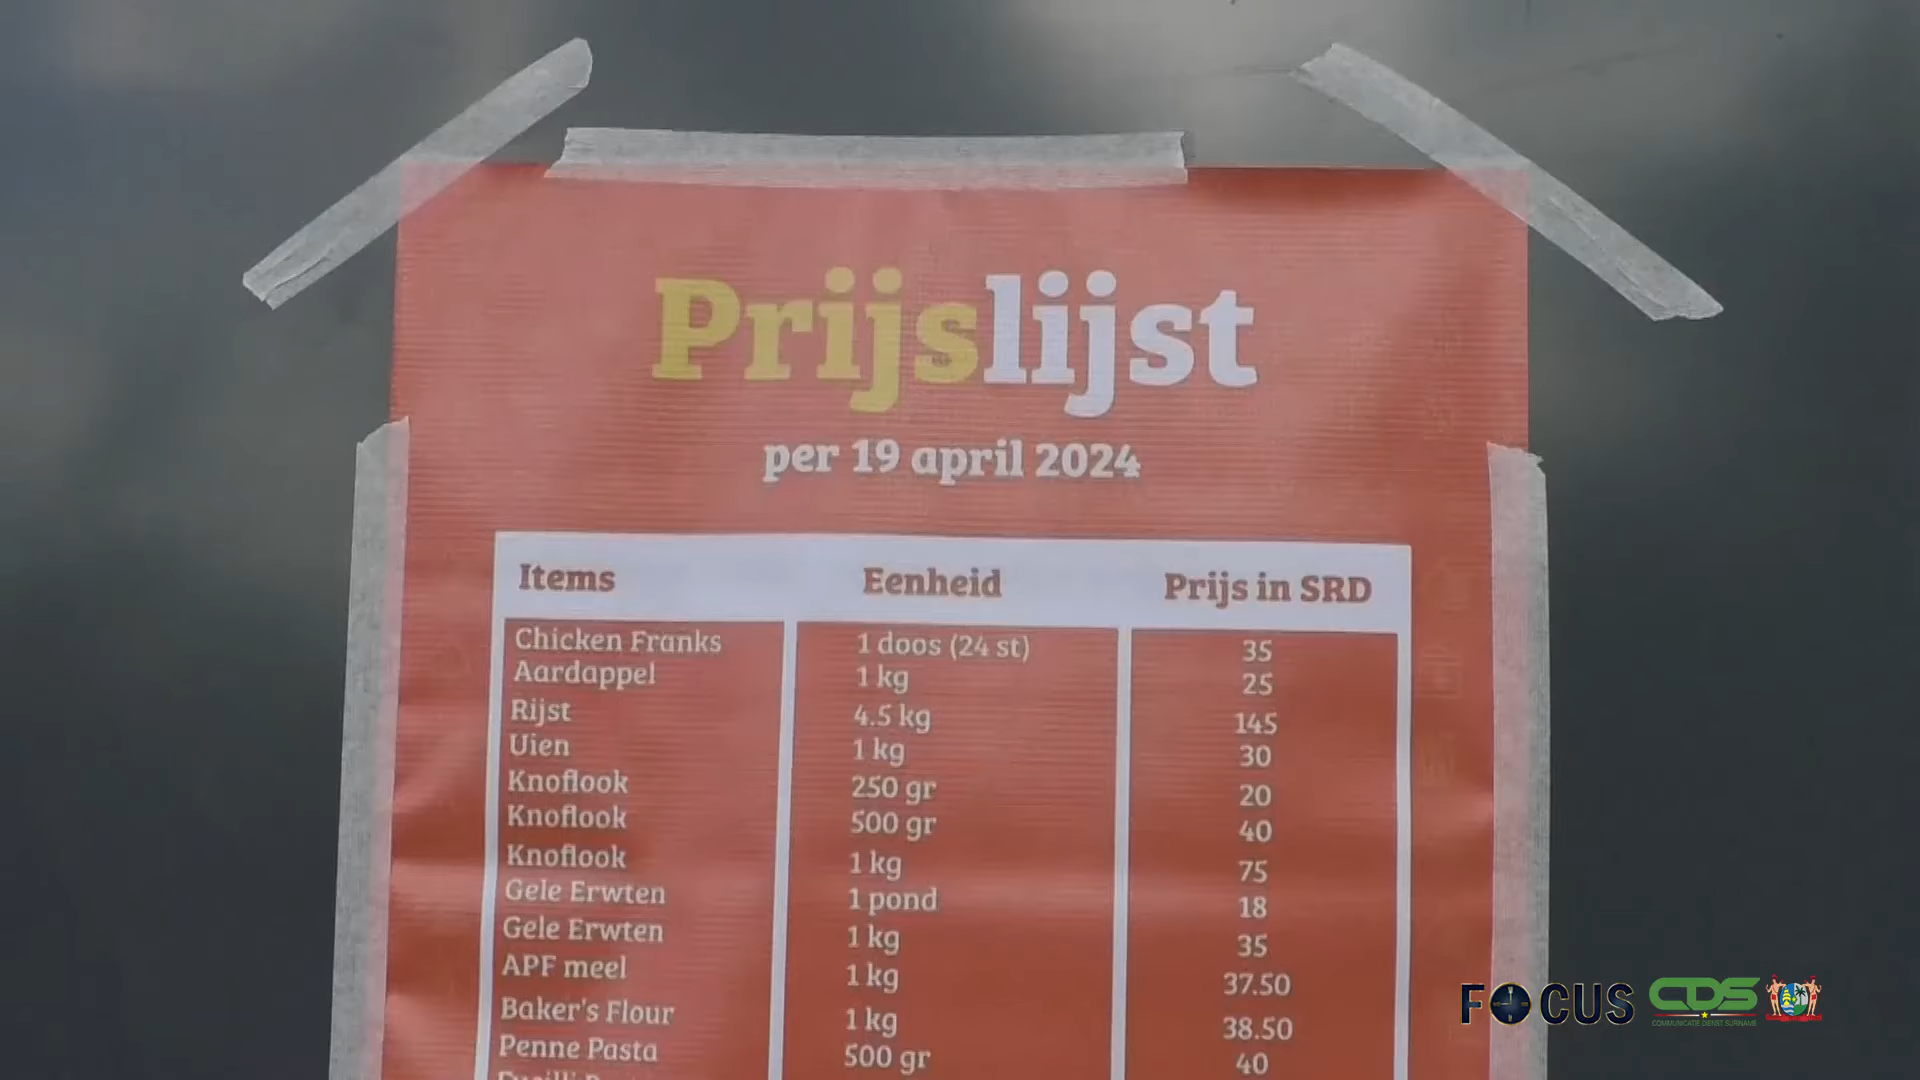 Prijslijst
per 19 april 2024
Items Eenheid Prijs in SRD
Chicken Franks 1 doos (24 st) 35
Aardappel 1 kg 25
Rijst 4.5 kg 145
Uien 1 kg 30
Knoflook 250 gr 20
Knoflook 500 gr 40
Knoflook 1 kg 75
Gele Erwten 1 pond 18
Gele Erwten 1 kg 35
APF meel 1 kg 37.50
Baker's Flour 1 kg 38.50
Penne Pasta 500 gr 40
FOCUS CDS
COMMUNICATIE DIENST SURINAME